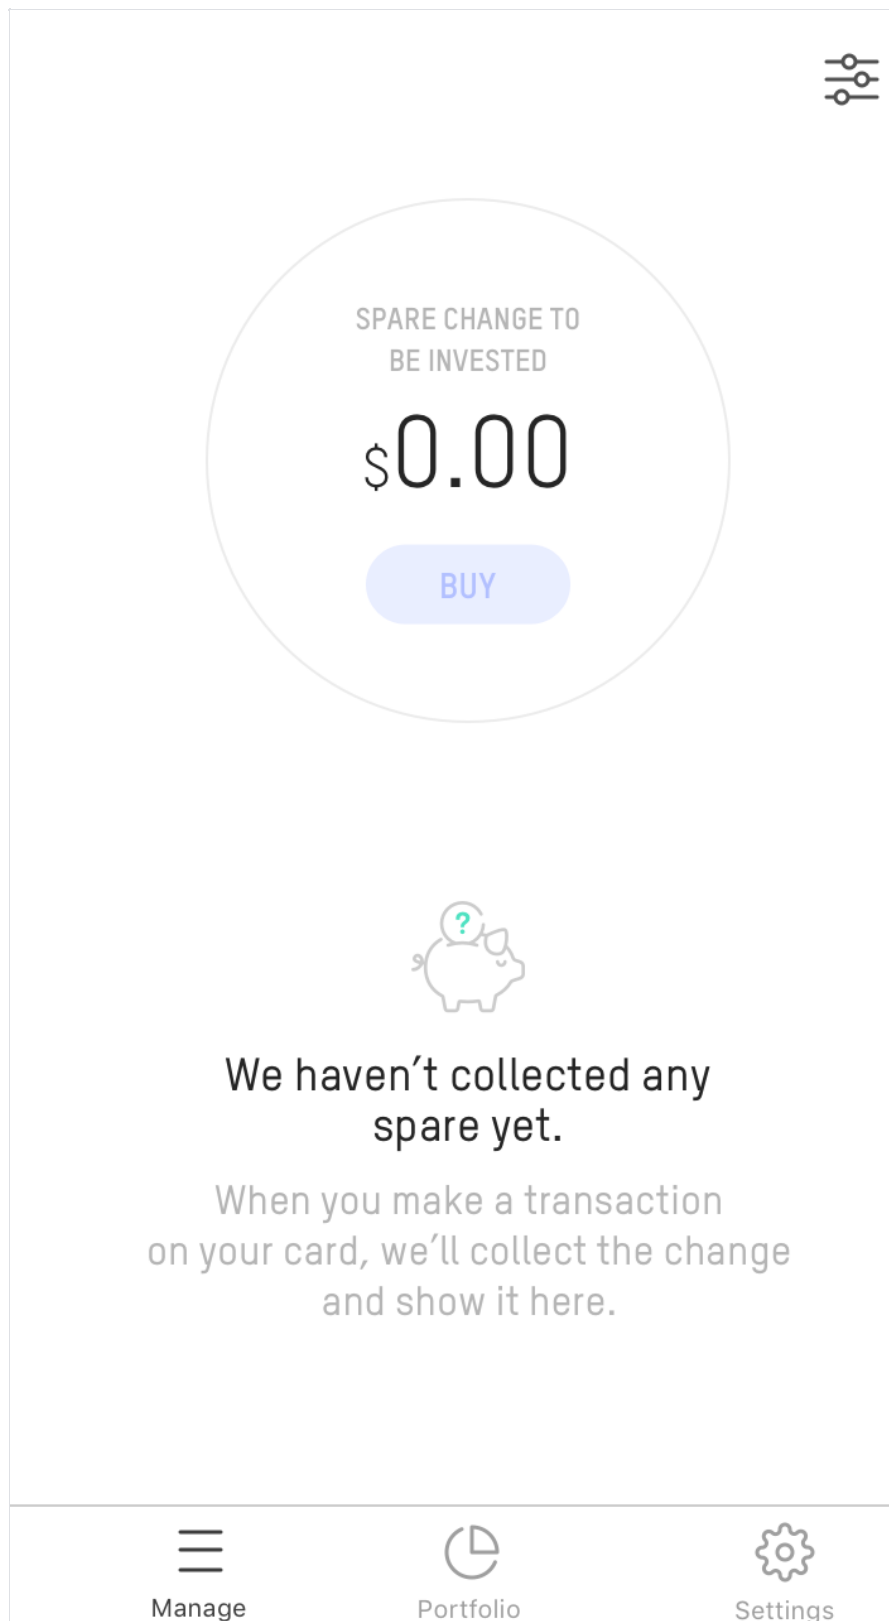 SPARE CHANGE TO
BE INVESTED
$0.00
BUY
?
We haven't collected any
spare yet.
When you make a transaction
on your card, we'll collect the change
and show it here.
Manage
Portfolio
Settings